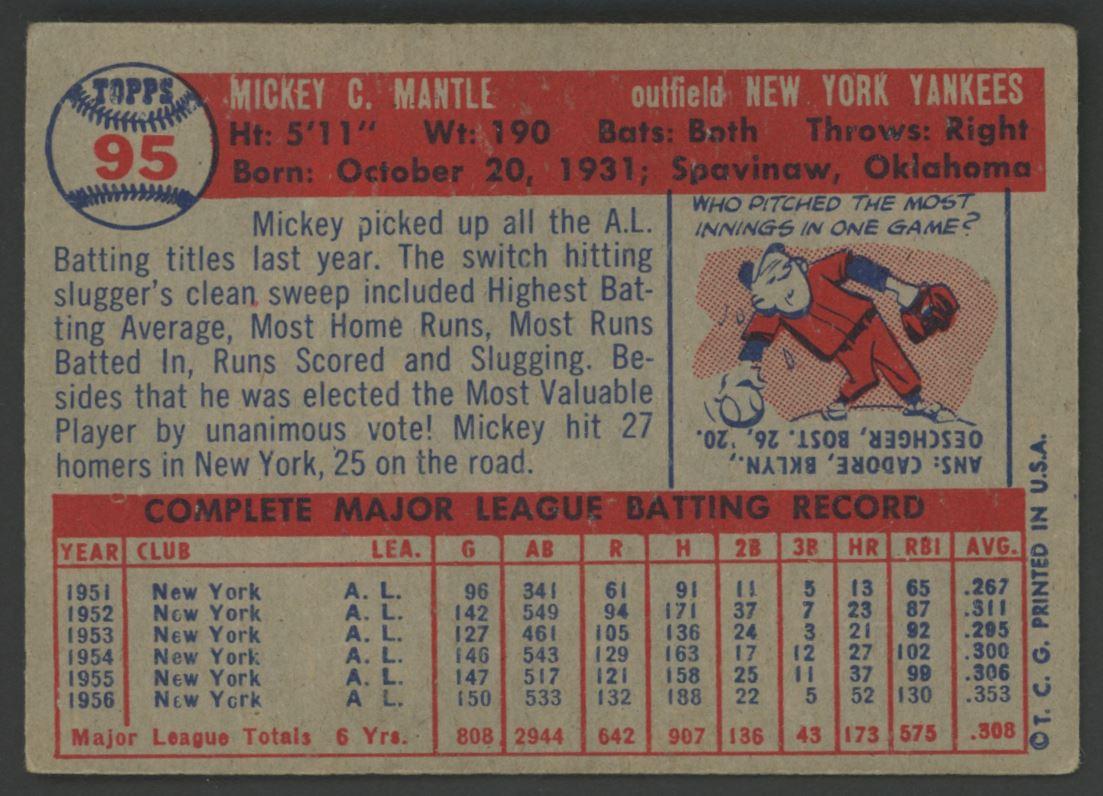 TOPPS
95
MICKEY C. MANTLE outfield NEW YORK YANKEES
Ht: 5'11" Wt: 190 Bats: Both Throws: Right
Born: October 20, 1931; Spavinaw, Oklahoma
Mickey picked up all the A.L.
Batting titles last year. The switch hitting
slugger's clean sweep included Highest Bat-
ting Average, Most Home Runs, Most Runs
Batted In, Runs Scored and Slugging. Be-
sides that he was elected the Most Valuable
Player by unanimous vote! Mickey hit 27
homers in New York, 25 on the road.
WHO PITCHED THE MOST
INNINGS IN ONE GAME?
ANS: CADORE, BKLYN.,
OESCHGER, BOST. 26, '20.
COMPLETE MAJOR LEAGUE BATTING RECORD
YEAR CLUB LEA. G AB R H 2B 3B HR RBI AVG.
1951 New York A. L. 96 341 61 91 11 5 13 65 .267
1952 New York A. L. 142 549 94 171 37 7 23 87 .311
1953 New York A. L. 127 461 105 136 24 3 21 92 .295
1954 New York A. L. 146 543 129 163 17 12 27 102 .300
1955 New York A. L. 147 517 121 158 25 11 37 99 .306
1956 New York A L. 150 533 132 188 22 5 52 130 .353
Major League Totals 6 Yrs. 808 2944 642 907 136 43 173 575 .308
© T. C. G. PRINTED IN U.S.A.